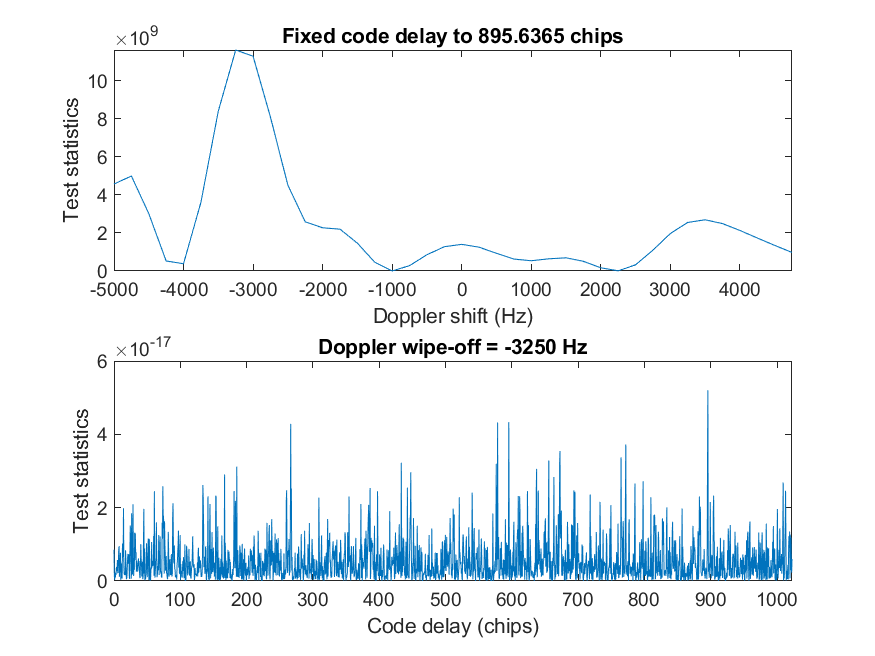 ×10^9
Fixed code delay to 895.6365 chips
Test statistics
10
8
6
4
2
0
-5000 -4000 -3000 -2000 -1000 0 1000 2000 3000 4000
Doppler shift (Hz)
×10^-17
Doppler wipe-off = -3250 Hz
Test statistics
6
4
2
0
0 100 200 300 400 500 600 700 800 900 1000
Code delay (chips)